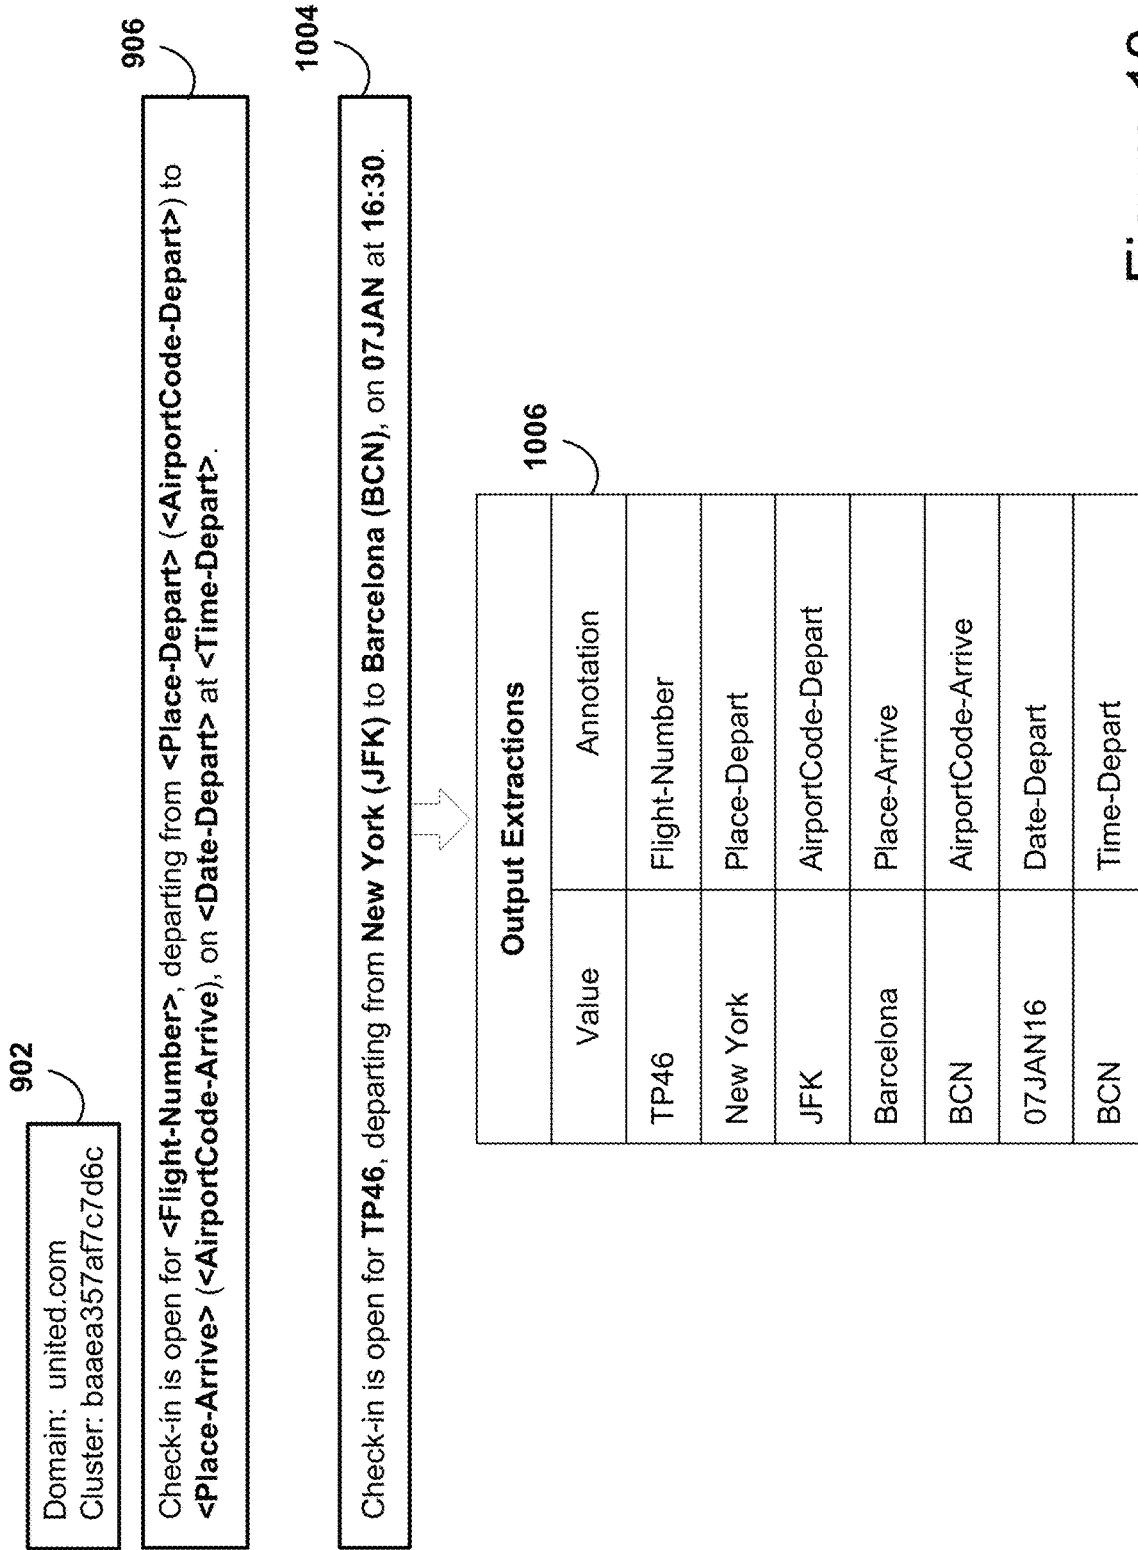 902
Domain: united.com
Cluster: baaea357af7c7d6c
906
Check-in is open for <Flight-Number>, departing from <Place-Depart> (<AirportCode-Depart>) to
<Place-Arrive> (<AirportCode-Arrive), on <Date-Depart> at <Time-Depart>.
1004
Check-in is open for TP46, departing from New York (JFK) to Barcelona (BCN), on 07JAN at 16:30.
1006
Output Extractions
Value Annotation
TP46 Flight-Number
New York Place-Depart
JFK AirportCode-Depart
Barcelona Place-Arrive
BCN AirportCode-Arrive
07JAN16 Date-Depart
BCN Time-Depart